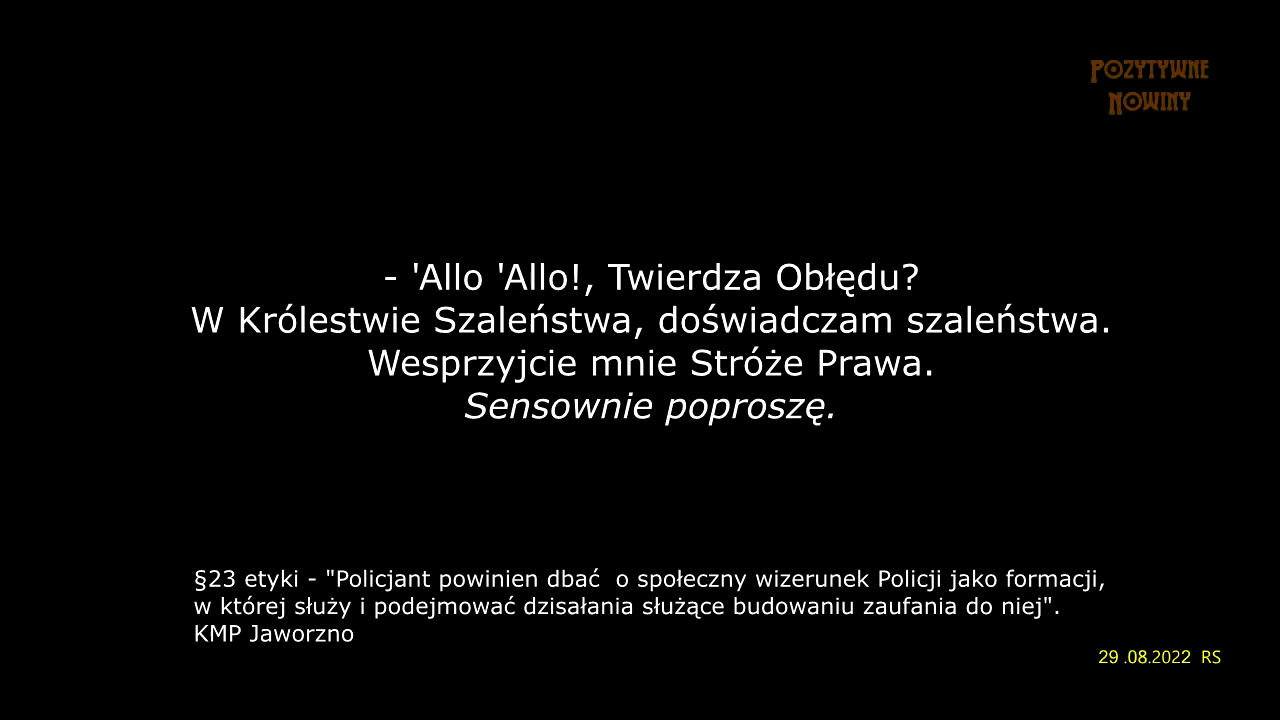 POZYTYWNE
NOWINY
- 'Allo 'Allo!, Twierdza Obłędu?
W Królestwie Szaleństwa, doświadczam szaleństwa.
Wesprzyjcie mnie Stróże Prawa.
Sensownie poproszę.
§23 etyki - "Policjant powinien dbać  o społeczny wizerunek Policji jako formacji,
w której służy i podejmować dzisałania służące budowaniu zaufania do niej".
KMP Jaworzno
29 .08.2022  RS